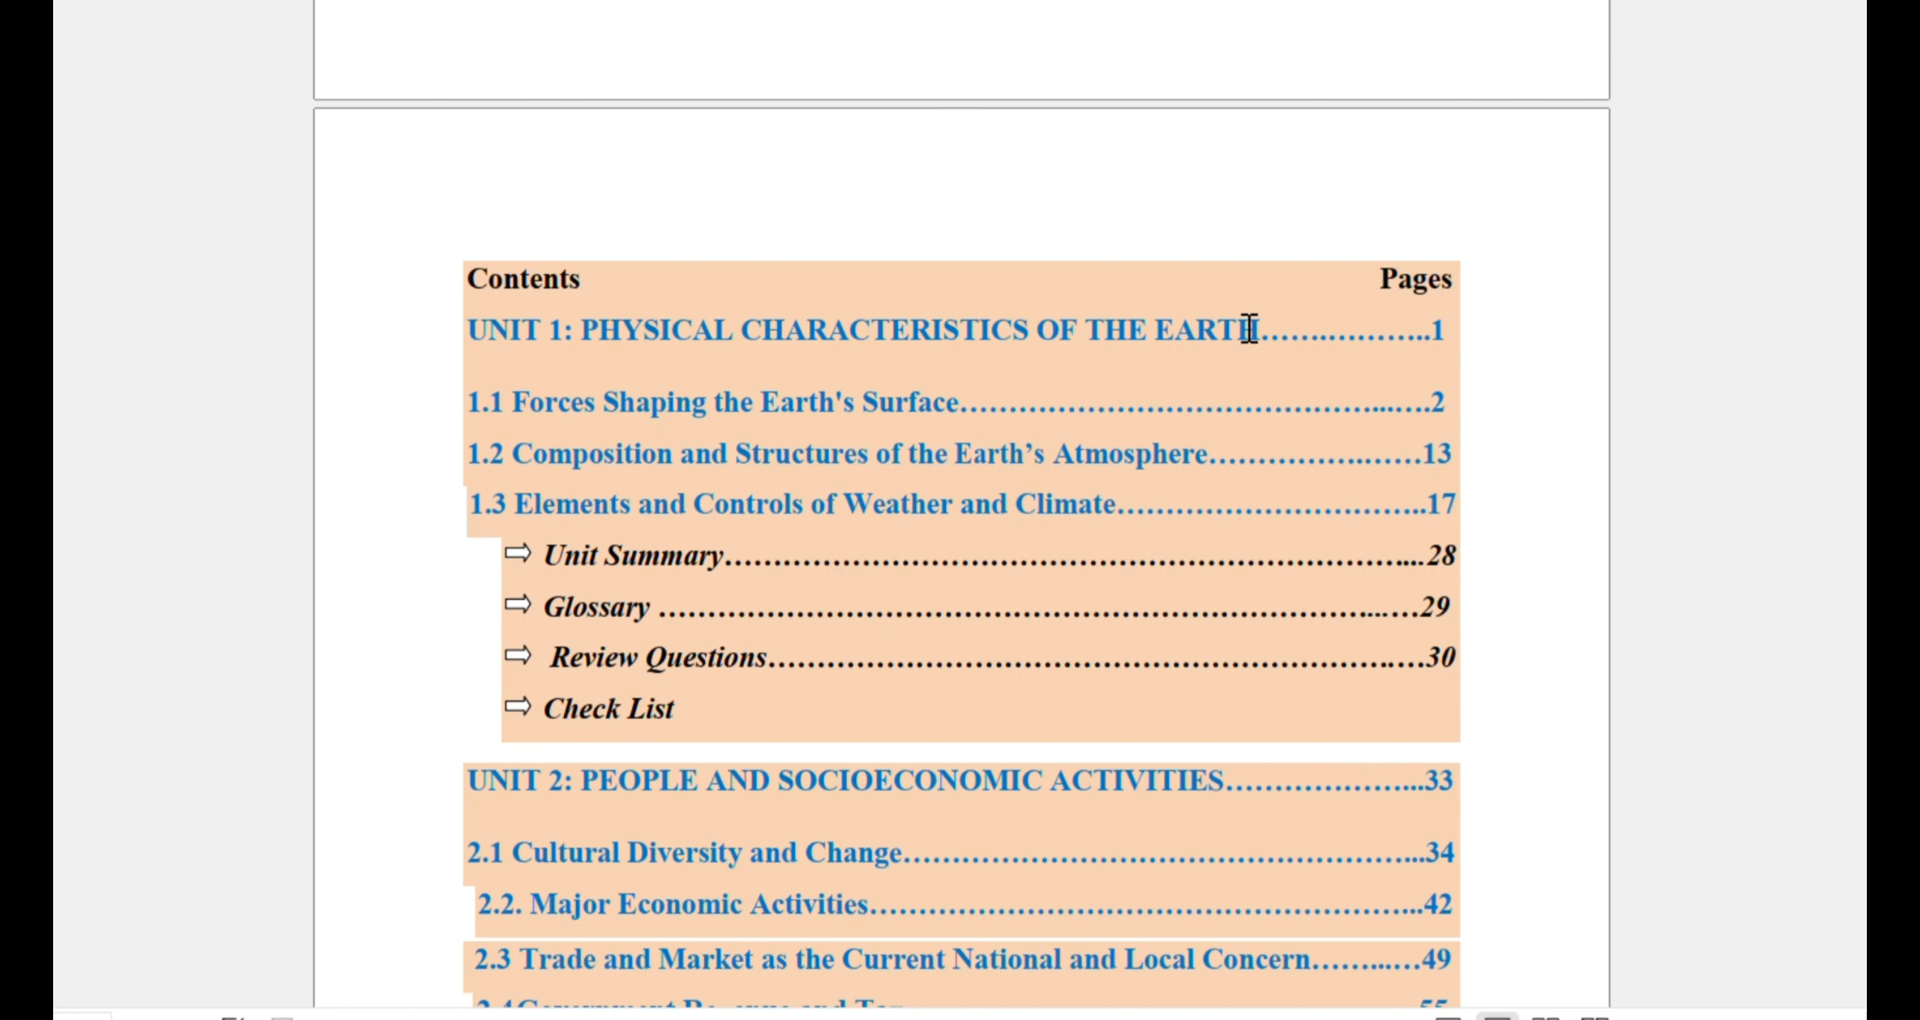 Contents Pages
UNIT 1: PHYSICAL CHARACTERISTICS OF THE EARTH…….………..1
1.1 Forces Shaping the Earth's Surface……………………………………...….2
1.2 Composition and Structures of the Earth’s Atmosphere…………….……13
1.3 Elements and Controls of Weather and Climate…………………………..17
⇨ Unit Summary……………………………………………………………...28
⇨ Glossary ……………………………………………………………...…29
⇨ Review Questions……………………………………………………….…30
⇨ Check List
UNIT 2: PEOPLE AND SOCIOECONOMIC ACTIVITIES………………...33
2.1 Cultural Diversity and Change……………………………………………...34
2.2. Major Economic Activities………………………………………………...42
2.3 Trade and Market as the Current National and Local Concern……...…49